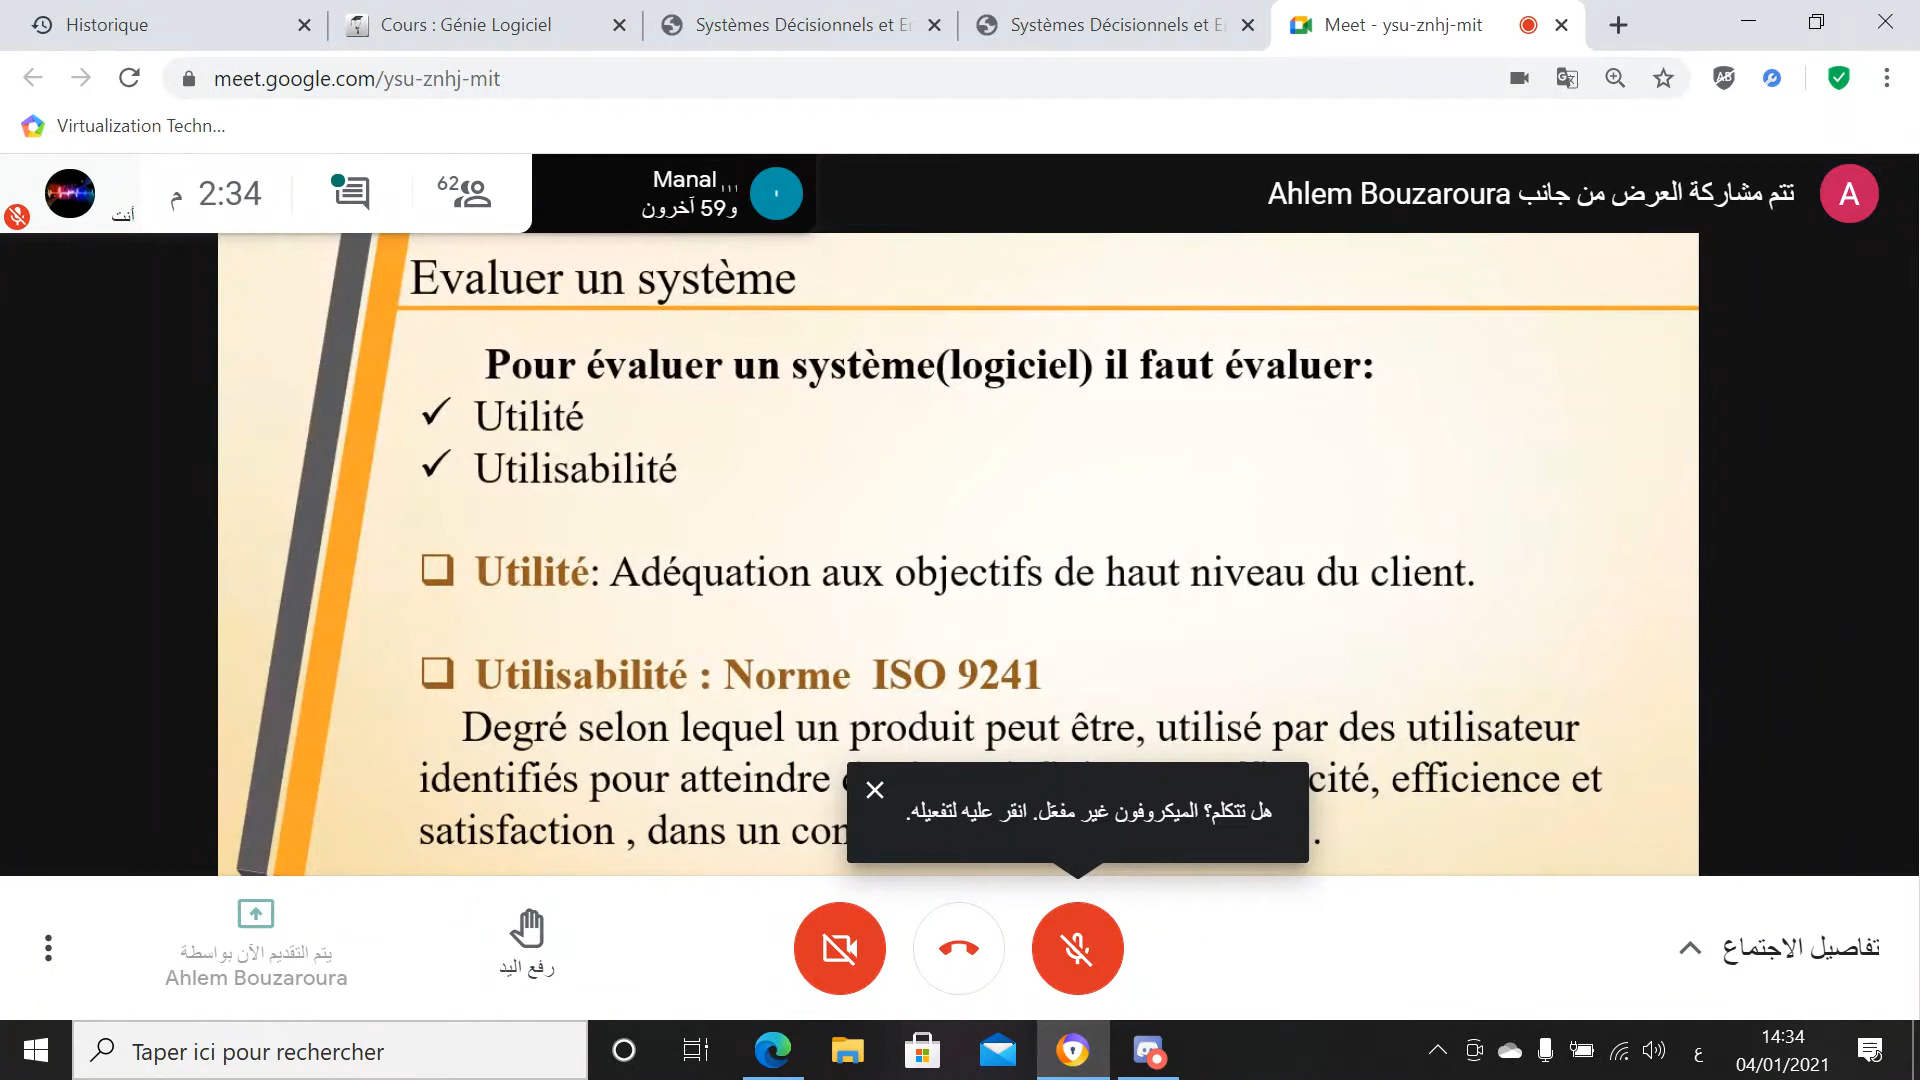 Historique
Cours : Génie Logiciel
Systèmes Décisionnels et E
Systèmes Décisionnels et E
Meet - ysu-znhj-mit
meet.google.com/ysu-znhj-mit
Virtualization Techn...
أنت
2:34 م
62
Manal ,,,
و59 آخرون
تتم مشاركة العرض من جانب Ahlem Bouzaroura
A
Evaluer un système
Pour évaluer un système(logiciel) il faut évaluer:
✓ Utilité
✓ Utilisabilité
❑ Utilité: Adéquation aux objectifs de haut niveau du client.
❑ Utilisabilité : Norme ISO 9241
Degré selon lequel un produit peut être, utilisé par des utilisateur
identifiés pour atteindre cité, efficience et
satisfaction , dans un con .
هل تتكلم؟ الميكروفون غير مفعّل. انقر عليه لتفعيله.
يتم التقديم الآن بواسطة
Ahlem Bouzaroura
رفع اليد
تفاصيل الاجتماع
Taper ici pour rechercher
ع
14:34
04/01/2021